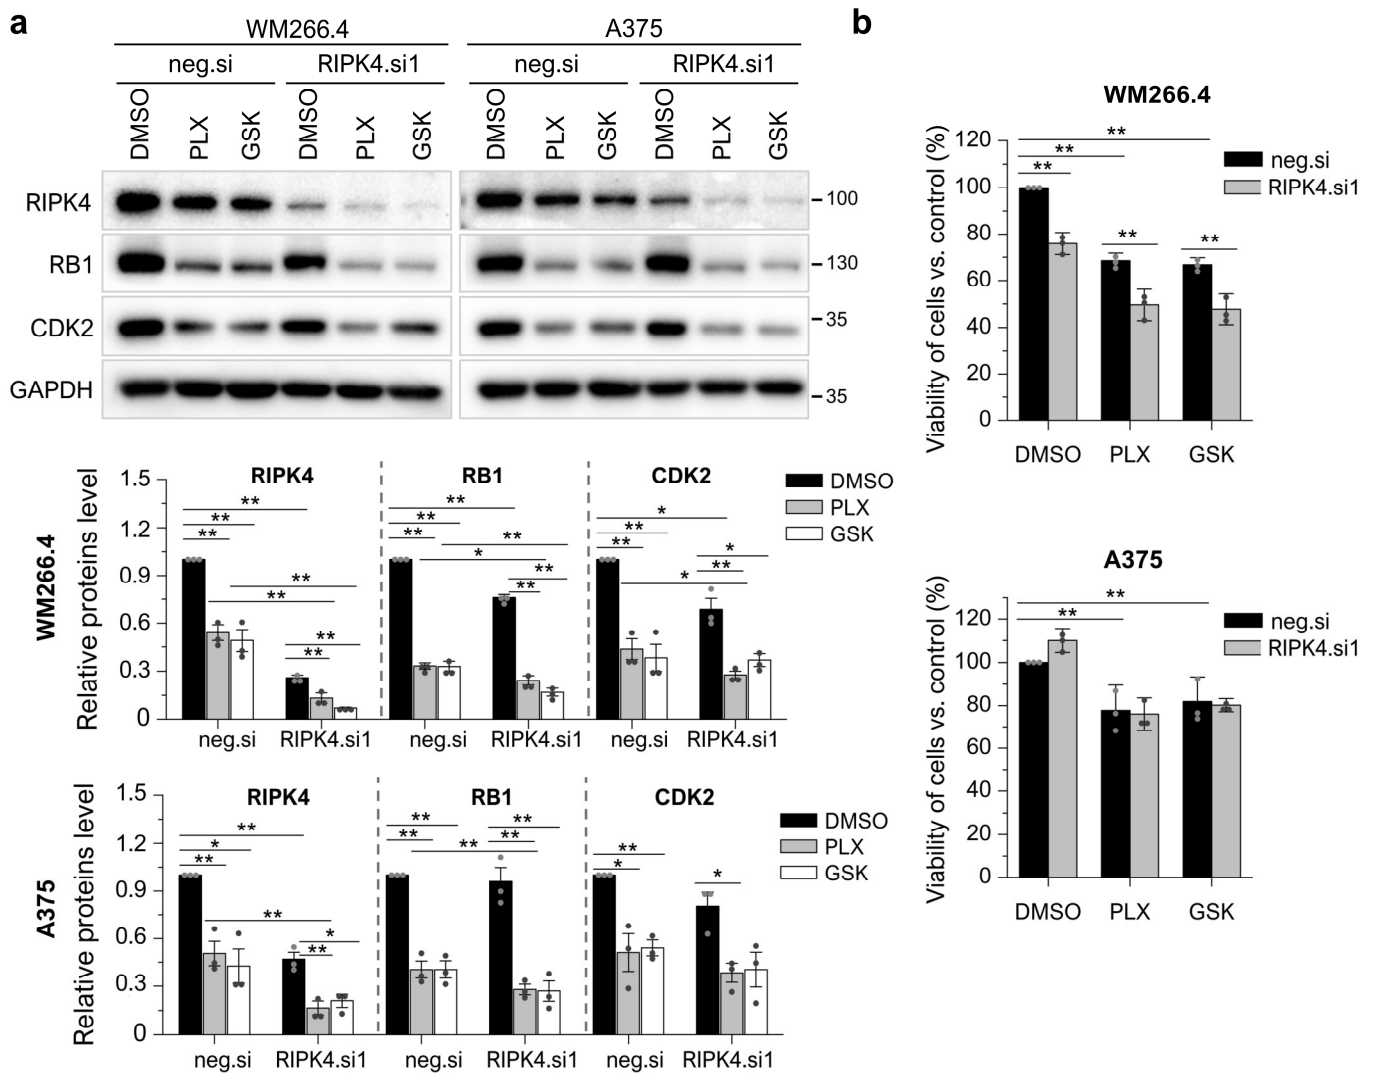 a
WM266.4 A375
neg.si RIPK4.si1 neg.si RIPK4.si1
DMSO PLX GSK DMSO PLX GSK DMSO PLX GSK DMSO PLX GSK
RIPK4 100
RB1 130
CDK2 35
GAPDH 35
WM266.4
Relative proteins level
1.5
1.2
0.9
0.6
0.3
0
RIPK4 RB1 CDK2
** ** ** ** ** ** **
** ** ** ** * ** **
* ** ** * * **
neg.si RIPK4.si1 neg.si RIPK4.si1 neg.si RIPK4.si1
DMSO
PLX
GSK
A375
Relative proteins level
1.5
1.2
0.9
0.6
0.3
0
RIPK4 RB1 CDK2
** * ** ** * **
** ** ** ** **
** * *
neg.si RIPK4.si1 neg.si RIPK4.si1 neg.si RIPK4.si1
DMSO
PLX
GSK
b
WM266.4
Viability of cells vs. control (%)
120
100
80
60
40
20
0
** ** ** ** **
DMSO PLX GSK
neg.si
RIPK4.si1
A375
Viability of cells vs. control (%)
120
100
80
60
40
20
0
** **
DMSO PLX GSK
neg.si
RIPK4.si1